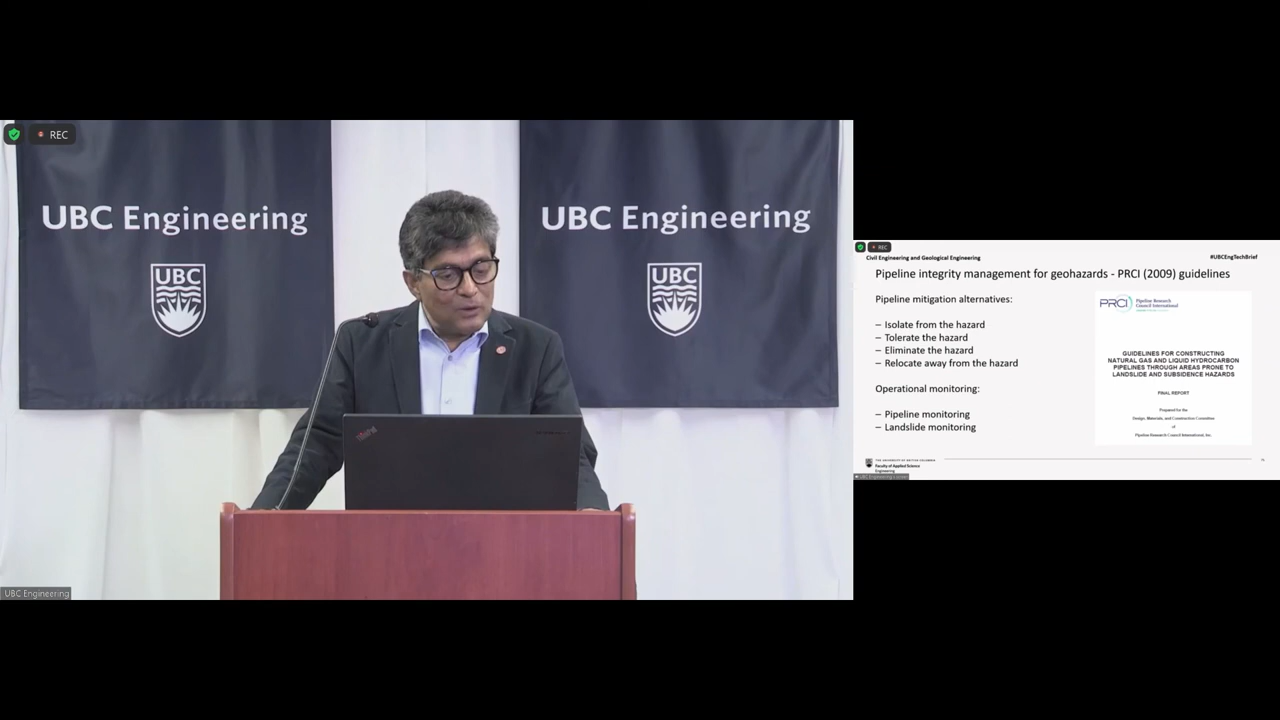 REC
UBC Engineering
UBC
UBC Engineering
UBC
ThinkPad
UBC Engineering
REC
Civil Engineering and Geological Engineering
#UBCEngTechBrief
Pipeline integrity management for geohazards - PRCI (2009) guidelines
Pipeline mitigation alternatives:
– Isolate from the hazard
– Tolerate the hazard
– Eliminate the hazard
– Relocate away from the hazard
Operational monitoring:
– Pipeline monitoring
– Landslide monitoring
PRCI
Pipeline Research
Council International
GUIDELINES FOR CONSTRUCTING
NATURAL GAS AND LIQUID HYDROCARBON
PIPELINES THROUGH AREAS PRONE TO
LANDSLIDE AND SUBSIDENCE HAZARDS
FINAL REPORT
Prepared for the
Design, Materials, and Construction Committee
of
Pipeline Research Council International, Inc.
THE UNIVERSITY OF BRITISH COLUMBIA
Faculty of Applied Science
Engineering